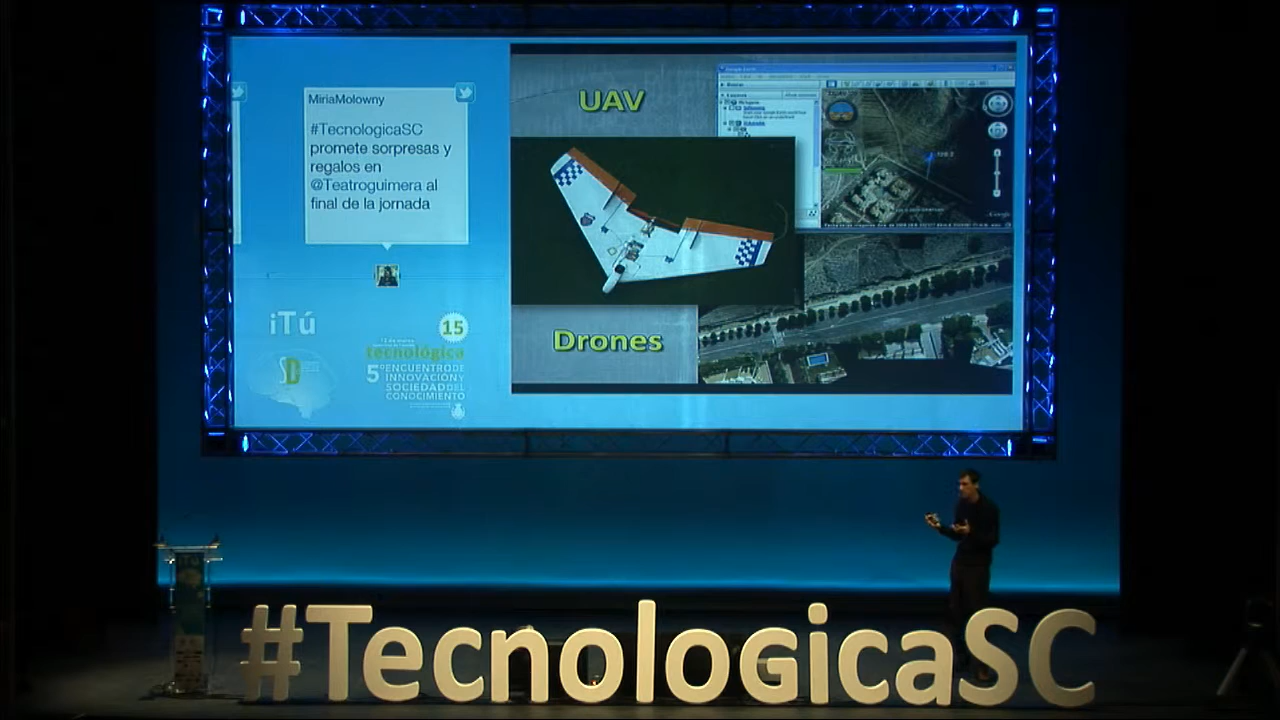 MiriaMolowny
#TecnologicaSC
promete sorpresas y
regalos en
@Teatroguimera al
final de la jornada
iTú
15
tecnológica
5º ENCUENTRO DE
INNOVACIÓN Y
SOCIEDAD DEL
CONOCIMIENTO
UAV
Drones
#TecnologicaSC